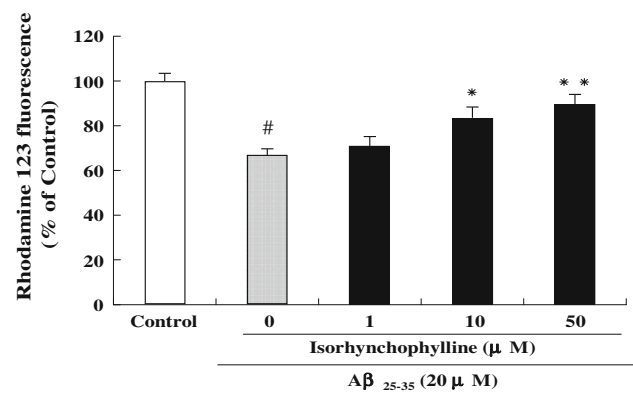 Rhodamine 123 fluorescence
(% of Control)
120
100
80
60
40
20
0
#
*
* *
Control 0 1 10 50
Isorhynchophylline (μ M)
Aβ 25-35 (20 μ M)